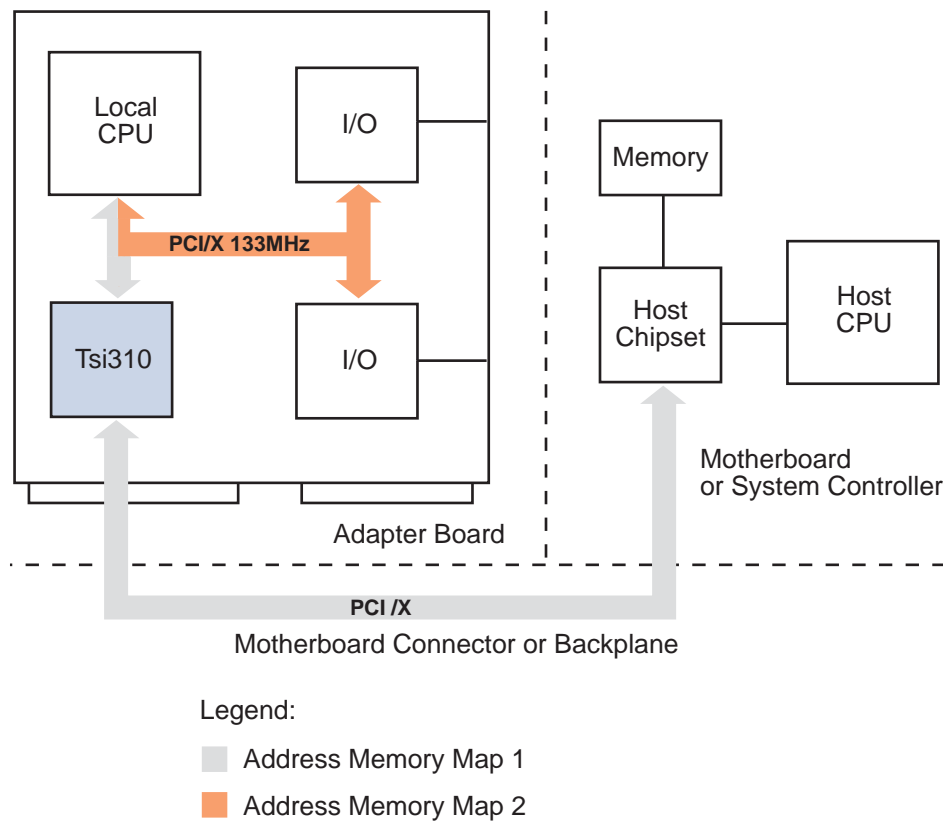 Local
CPU
I/O
Memory
PCI/X 133MHz
Tsi310
I/O
Host
Chipset
Host
CPU
Motherboard
or System Controller
Adapter Board
PCI /X
Motherboard Connector or Backplane
Legend:
Address Memory Map 1
Address Memory Map 2